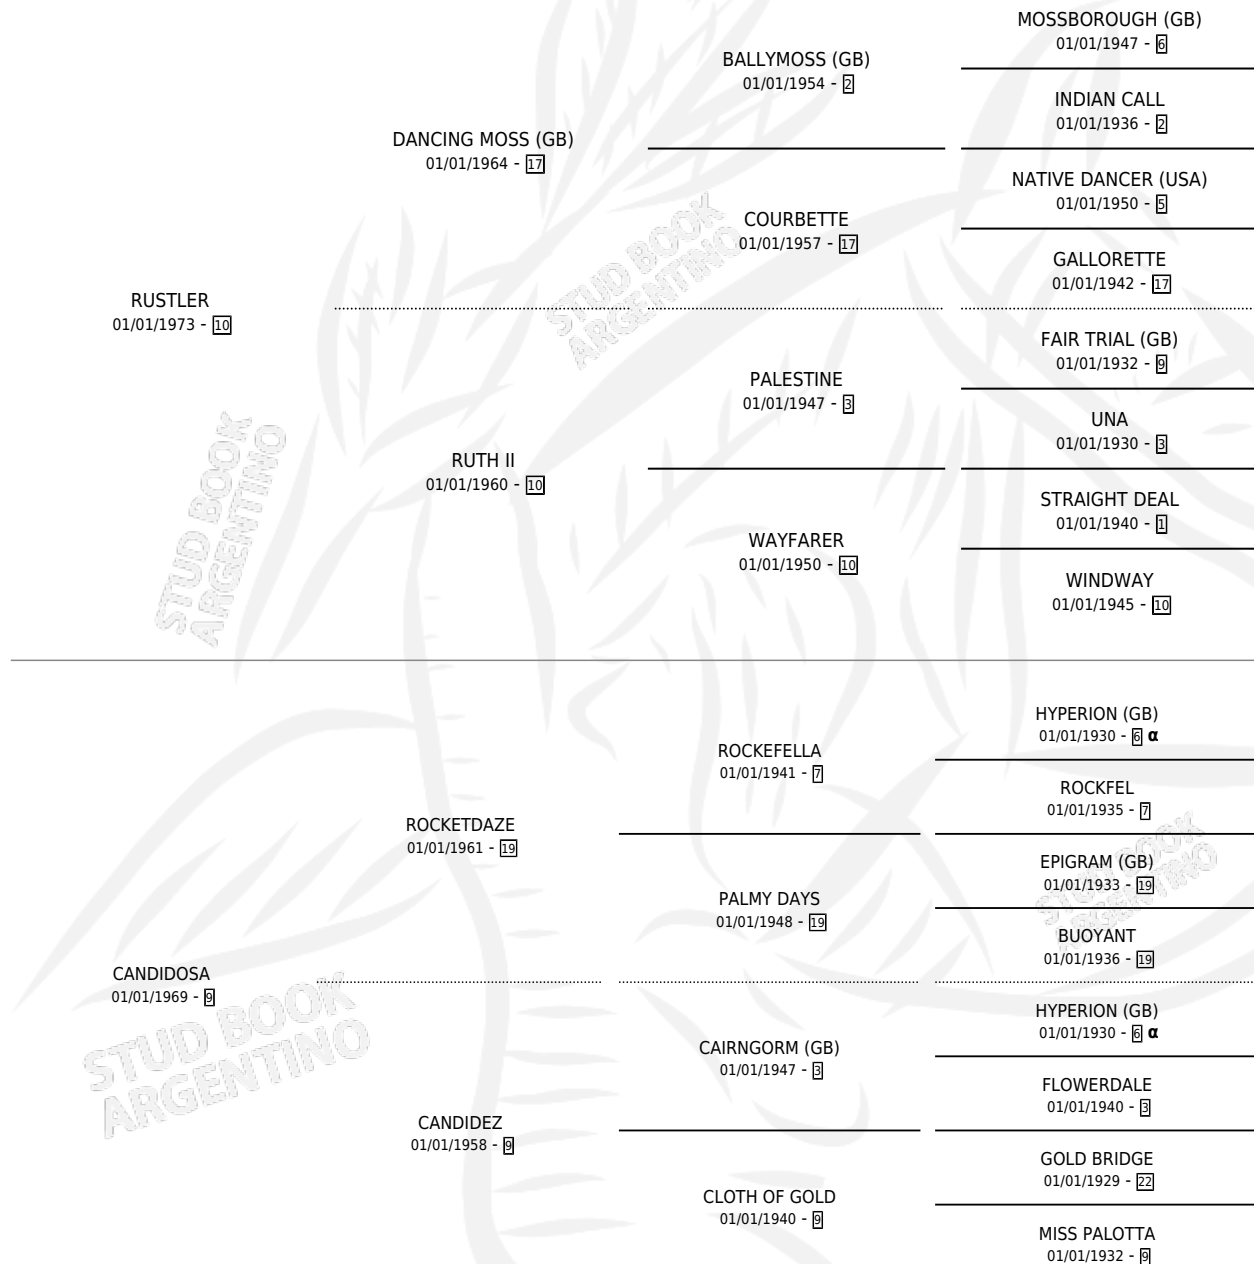 MOSSBOROUGH (GB)
01/01/1947 - 6
BALLYMOSS (GB)
01/01/1954 - 2
INDIAN CALL
01/01/1936 - 2
DANCING MOSS (GB)
01/01/1964 - 17
NATIVE DANCER (USA)
01/01/1950 - 5
COURBETTE
01/01/1957 - 17
GALLORETTE
01/01/1942 - 17
RUSTLER
01/01/1973 - 10
FAIR TRIAL (GB)
01/01/1932 - 9
PALESTINE
01/01/1947 - 3
UNA
01/01/1930 - 3
RUTH II
01/01/1960 - 10
STRAIGHT DEAL
01/01/1940 - 1
WAYFARER
01/01/1950 - 10
WINDWAY
01/01/1945 - 10
HYPERION (GB)
01/01/1930 - 6 α
ROCKEFELLA
01/01/1941 - 7
ROCKFEL
01/01/1935 - 7
ROCKETDAZE
01/01/1961 - 19
EPIGRAM (GB)
01/01/1933 - 19
PALMY DAYS
01/01/1948 - 19
BUOYANT
01/01/1936 - 19
CANDIDOSA
01/01/1969 - 9
HYPERION (GB)
01/01/1930 - 6 α
CAIRNGORM (GB)
01/01/1947 - 3
FLOWERDALE
01/01/1940 - 3
CANDIDEZ
01/01/1958 - 9
GOLD BRIDGE
01/01/1929 - 22
CLOTH OF GOLD
01/01/1940 - 9
MISS PALOTTA
01/01/1932 - 9
STUD BOOK
ARGENTINO
STUD BOOK
ARGENTINO
STUD BOOK
ARGENTINO
STUD BOOK
ARGENTINO